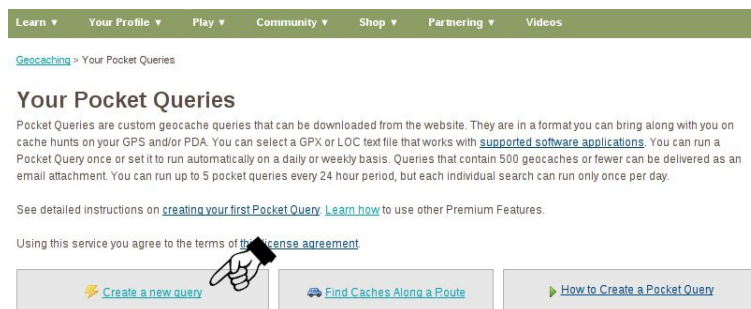 Learn ▼ Your Profile ▼ Play ▼ Community ▼ Shop ▼ Partnering ▼ Videos
Geocaching > Your Pocket Queries
Your Pocket Queries
Pocket Queries are custom geocache queries that can be downloaded from the website. They are in a format you can bring along with you on
cache hunts on your GPS and/or PDA. You can select a GPX or LOC text file that works with supported software applications. You can run a
Pocket Query once or set it to run automatically on a daily or weekly basis. Queries that contain 500 geocaches or fewer can be delivered as an
email attachment. You can run up to 5 pocket queries every 24 hour period, but each individual search can run only once per day.
See detailed instructions on creating your first Pocket Query. Learn how to use other Premium Features.
Using this service you agree to the terms of this license agreement.
Create a new query Find Caches Along a Route How to Create a Pocket Query